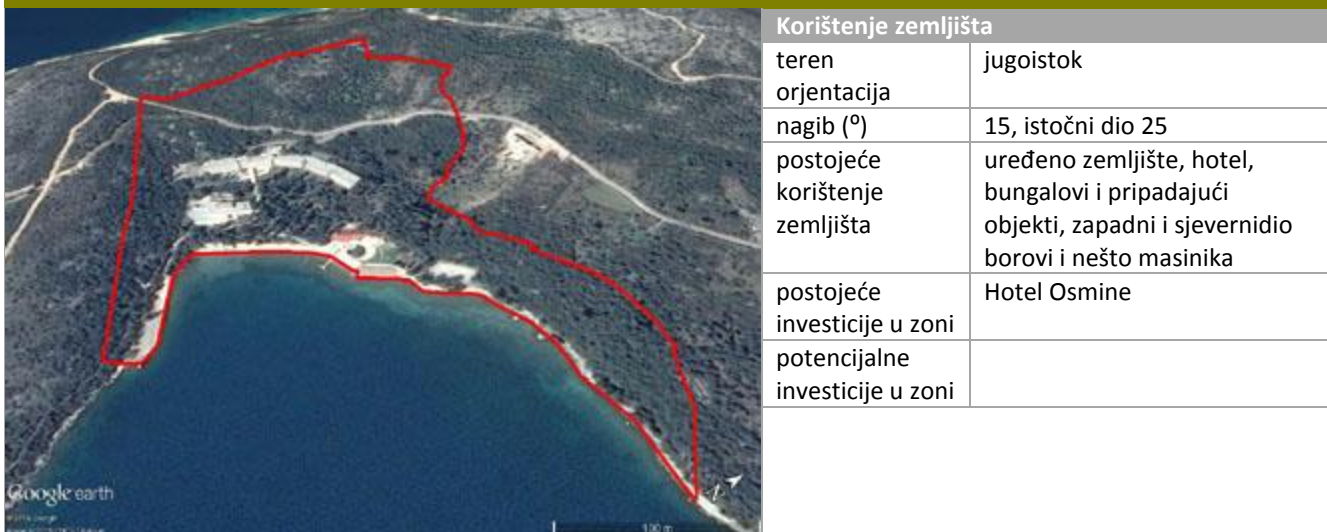 Korištenje zemljišta
teren
orjentacija
jugoistok
nagib (⁰)
15, istočni dio 25
postojeće
korištenje
zemljišta
uređeno zemljište, hotel,
bungalovi i pripadajući
objekti, zapadni i sjevernidio
borovi i nešto masinika
postojeće
investicije u zoni
Hotel Osmine
potencijalne
investicije u zoni
Google earth
100 m